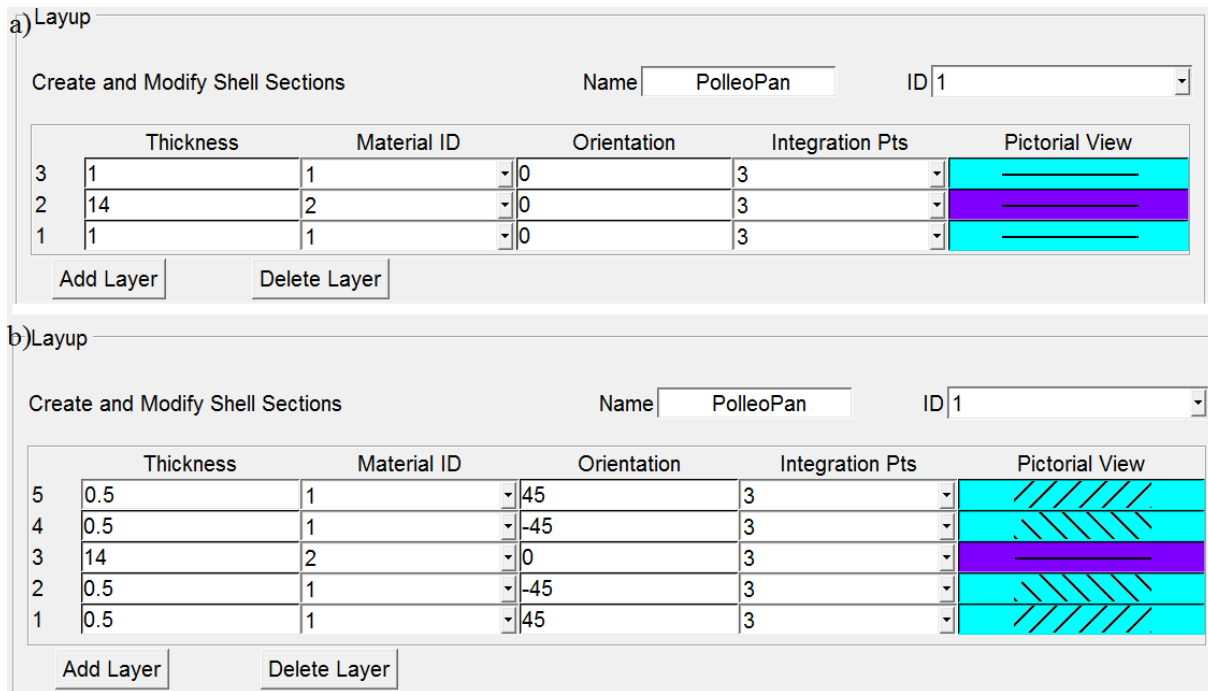 a) Layup
Create and Modify Shell Sections Name PolleoPan ID 1
Thickness Material ID Orientation Integration Pts Pictorial View
3 1 1 0 3
2 14 2 0 3
1 1 1 0 3
Add Layer Delete Layer
b) Layup
Create and Modify Shell Sections Name PolleoPan ID 1
Thickness Material ID Orientation Integration Pts Pictorial View
5 0.5 1 45 3
4 0.5 1 -45 3
3 14 2 0 3
2 0.5 1 -45 3
1 0.5 1 45 3
Add Layer Delete Layer